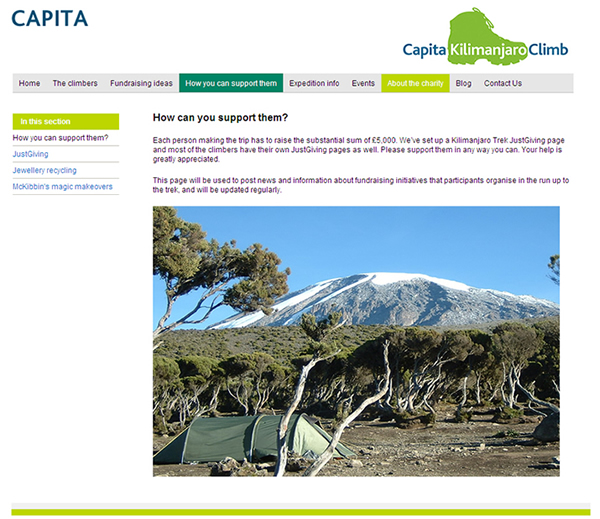 CAPITA
Capita Kilimanjaro Climb
Home The climbers Fundraising ideas How you can support them Expedition info Events About the charity Blog Contact Us
In this section
How you can support them?
JustGiving
Jewellery recycling
McKibbin's magic makeovers
How can you support them?
Each person making the trip has to raise the substantial sum of £5,000. We've set up a Kilimanjaro Trek JustGiving page
and most of the climbers have their own JustGiving pages as well. Please support them in any way you can. Your help is
greatly appreciated.
This page will be used to post news and information about fundraising initiatives that participants organise in the run up to
the trek, and will be updated regularly.